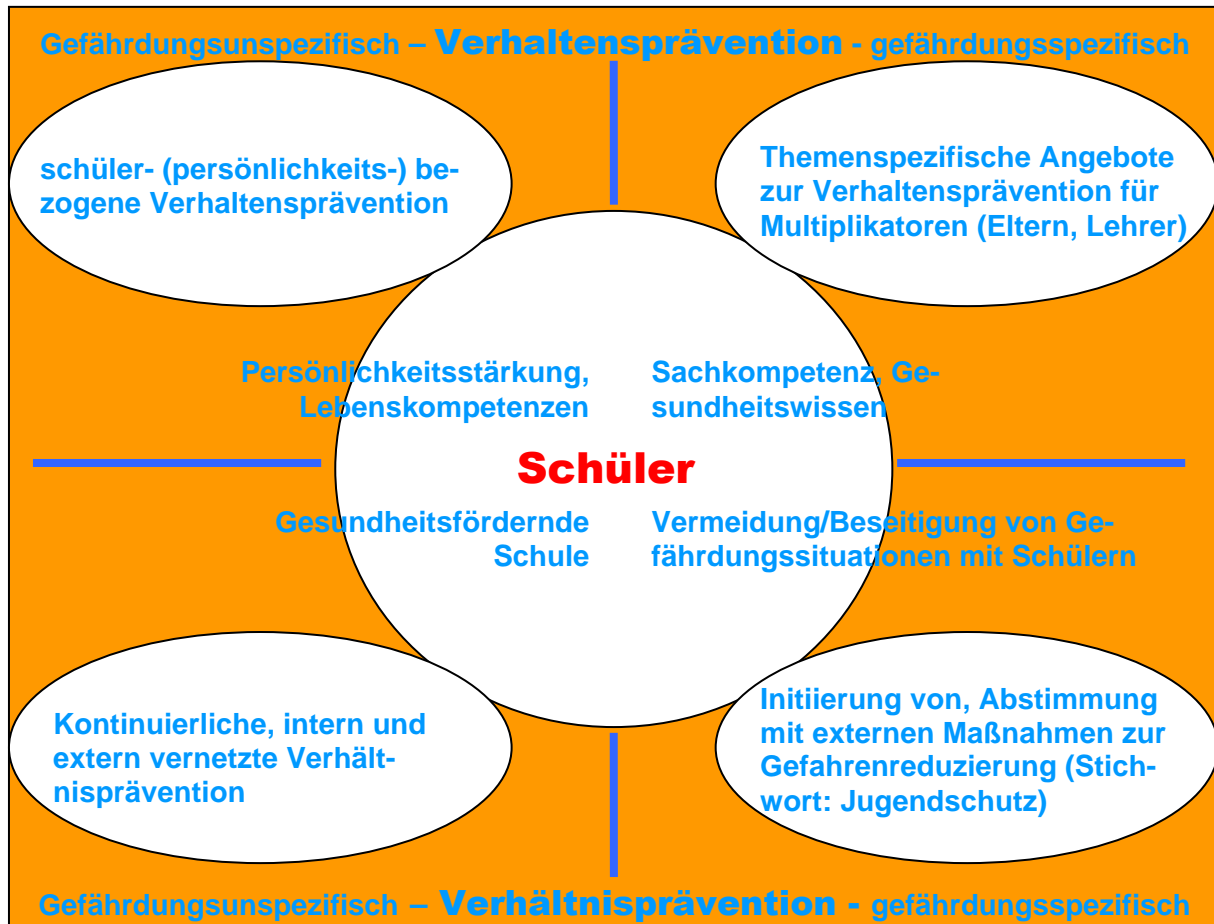 Gefährdungsunspezifisch – Verhaltensprävention - gefährdungsspezifisch
schüler- (persönlichkeits-) be-
zogene Verhaltensprävention
Themenspezifische Angebote
zur Verhaltensprävention für
Multiplikatoren (Eltern, Lehrer)
Persönlichkeitsstärkung,
Lebenskompetenzen
Sachkompetenz, Ge-
sundheitswissen
Schüler
Gesundheitsfördernde
Schule
Vermeidung/Beseitigung von Ge-
fährdungssituationen mit Schülern
Kontinuierliche, intern und
extern vernetzte Verhält-
nisprävention
Initiierung von, Abstimmung
mit externen Maßnahmen zur
Gefahrenreduzierung (Stich-
wort: Jugendschutz)
Gefährdungsunspezifisch – Verhältnisprävention - gefährdungsspezifisch